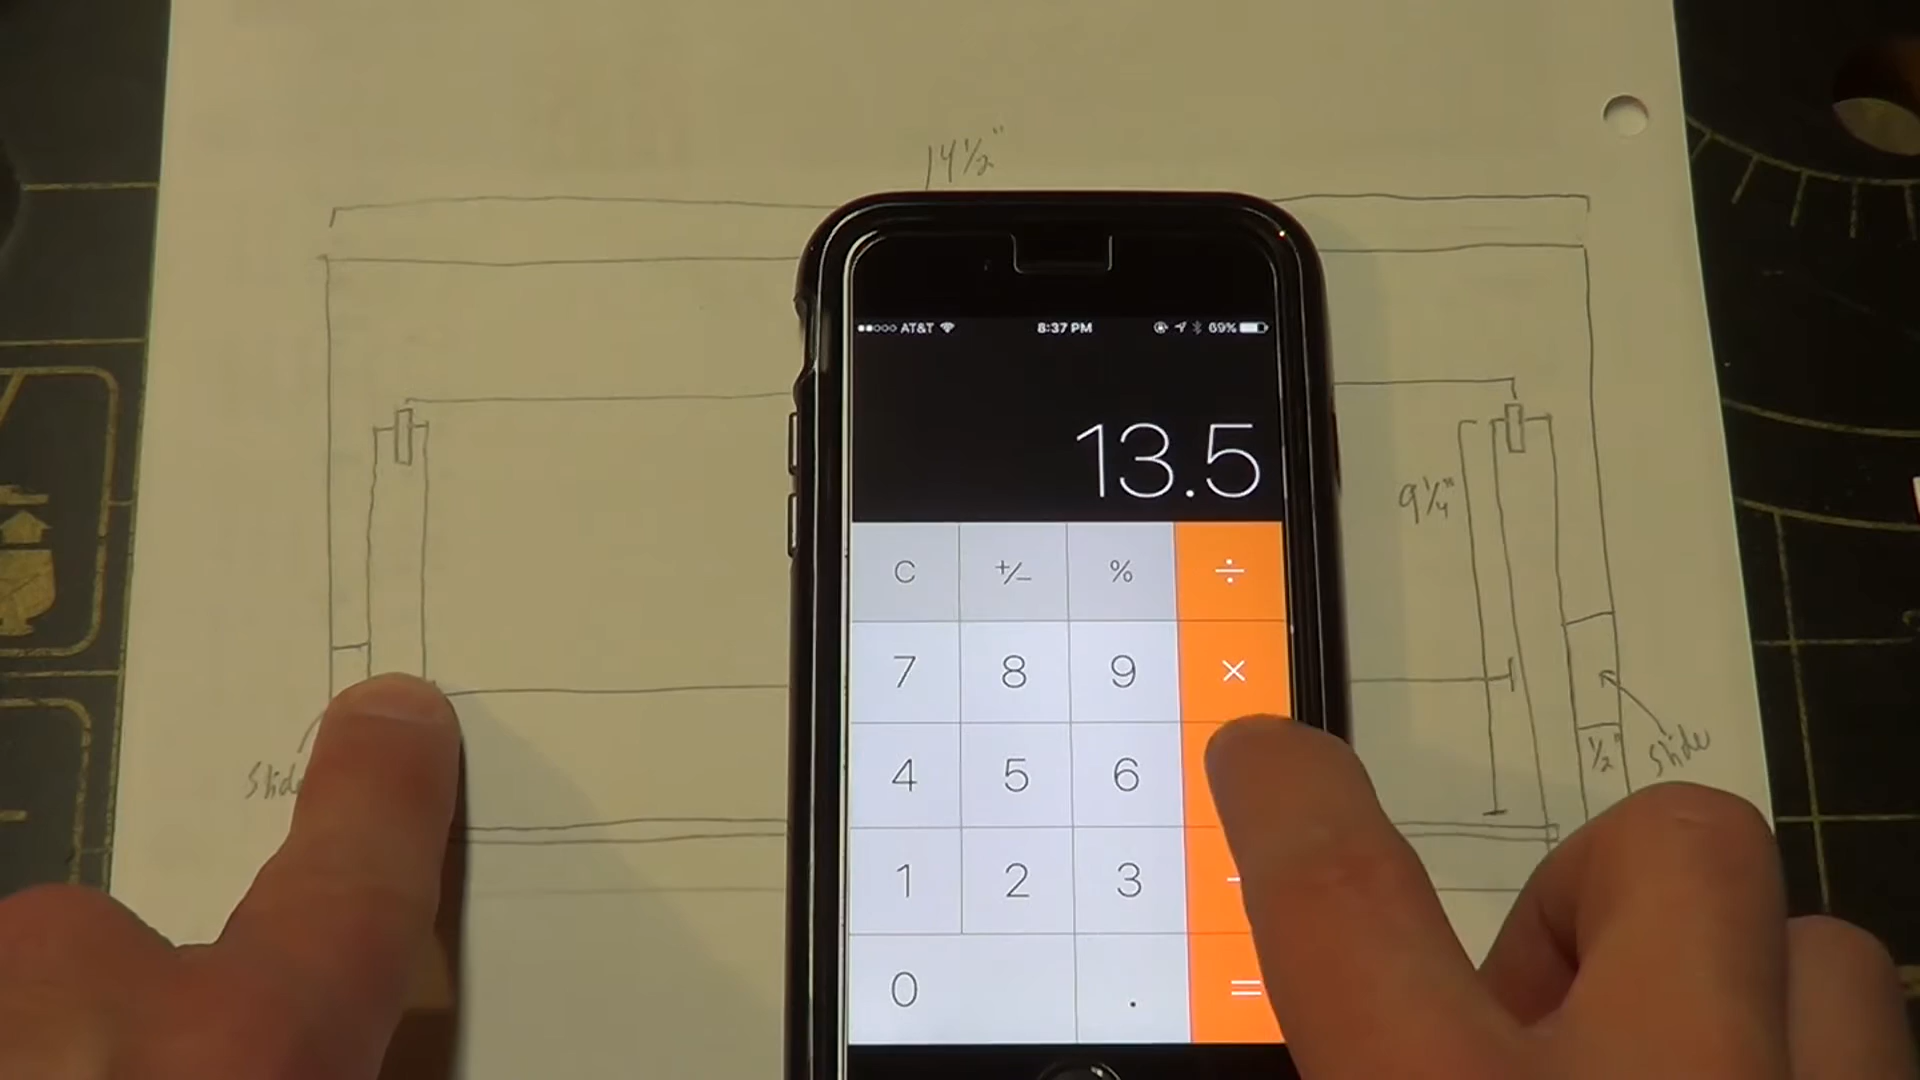 14 1/2"
AT&T 8:37 PM 69%
13.5
9 1/4"
C +/- % ÷
7 8 9 ×
4 5 6
1 2 3
0 . =
Slide
1/2"
Slide